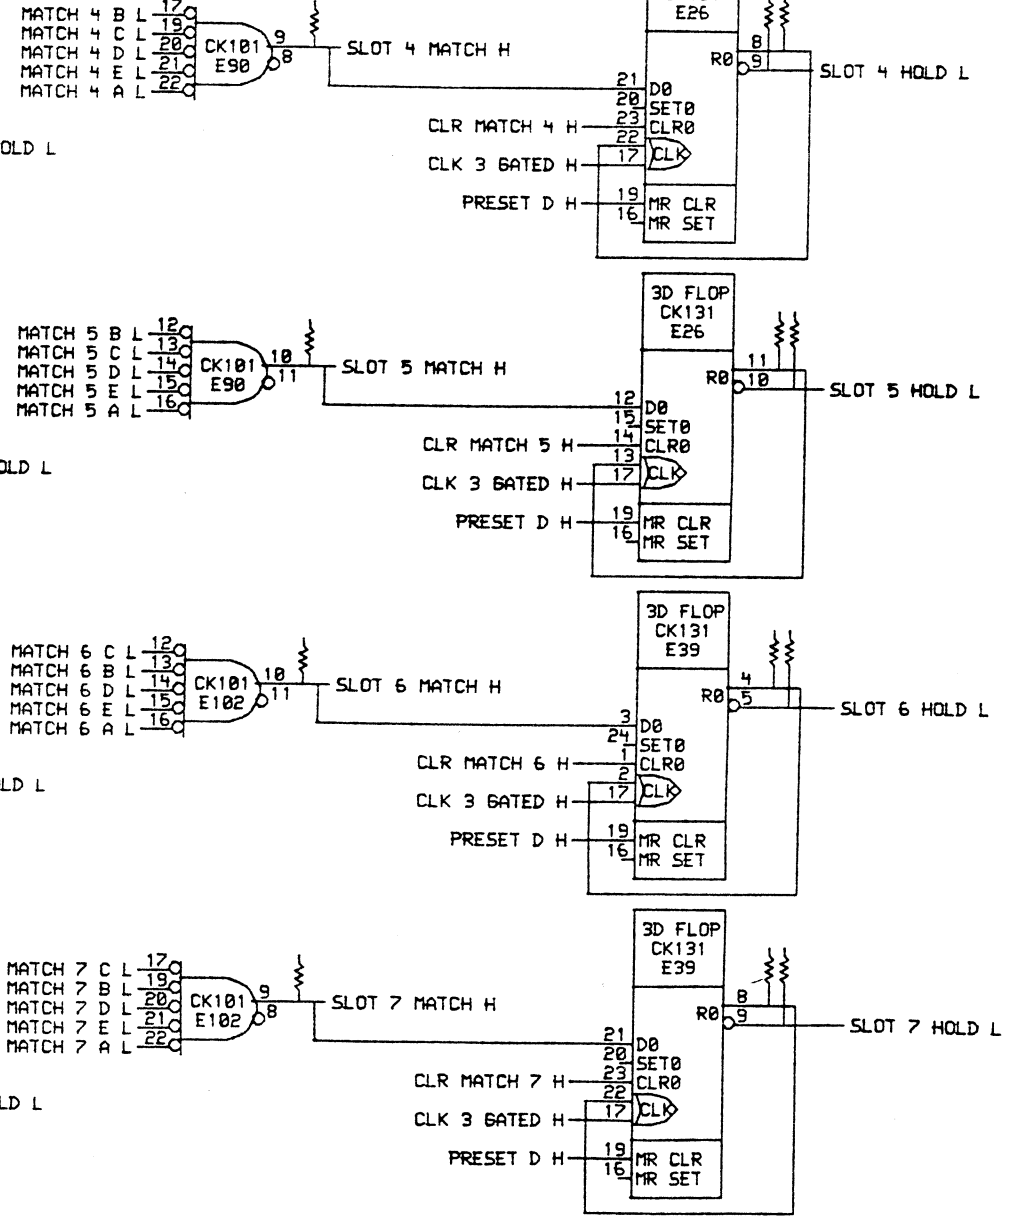 MATCH 4 B L 17
MATCH 4 C L 19
MATCH 4 D L 20
MATCH 4 E L 21
MATCH 4 A L 22
CK101
E90
9
8
SLOT 4 MATCH H
E26
R0
8
9
SLOT 4 HOLD L
21 D0
20 SET0
CLR MATCH 4 H 23 CLR0
22
CLK 3 GATED H 17 CLK
PRESET D H 19 MR CLR
16 MR SET
OLD L
MATCH 5 B L 12
MATCH 5 C L 13
MATCH 5 D L 14
MATCH 5 E L 15
MATCH 5 A L 16
CK101
E90
10
11
SLOT 5 MATCH H
3D FLOP
CK131
E26
R0
11
10
SLOT 5 HOLD L
12 D0
15 SET0
CLR MATCH 5 H 14 CLR0
13
CLK 3 GATED H 17 CLK
PRESET D H 19 MR CLR
16 MR SET
OLD L
MATCH 6 C L 12
MATCH 6 B L 13
MATCH 6 D L 14
MATCH 6 E L 15
MATCH 6 A L 16
CK101
E102
10
11
SLOT 6 MATCH H
3D FLOP
CK131
E39
R0
4
5
SLOT 6 HOLD L
3 D0
24 SET0
CLR MATCH 6 H 1 CLR0
2
CLK 3 GATED H 17 CLK
PRESET D H 19 MR CLR
16 MR SET
LD L
MATCH 7 C L 17
MATCH 7 B L 19
MATCH 7 D L 20
MATCH 7 E L 21
MATCH 7 A L 22
CK101
E102
9
8
SLOT 7 MATCH H
3D FLOP
CK131
E39
R0
8
9
SLOT 7 HOLD L
21 D0
20 SET0
CLR MATCH 7 H 23 CLR0
22
CLK 3 GATED H 17 CLK
PRESET D H 19 MR CLR
16 MR SET
LD L